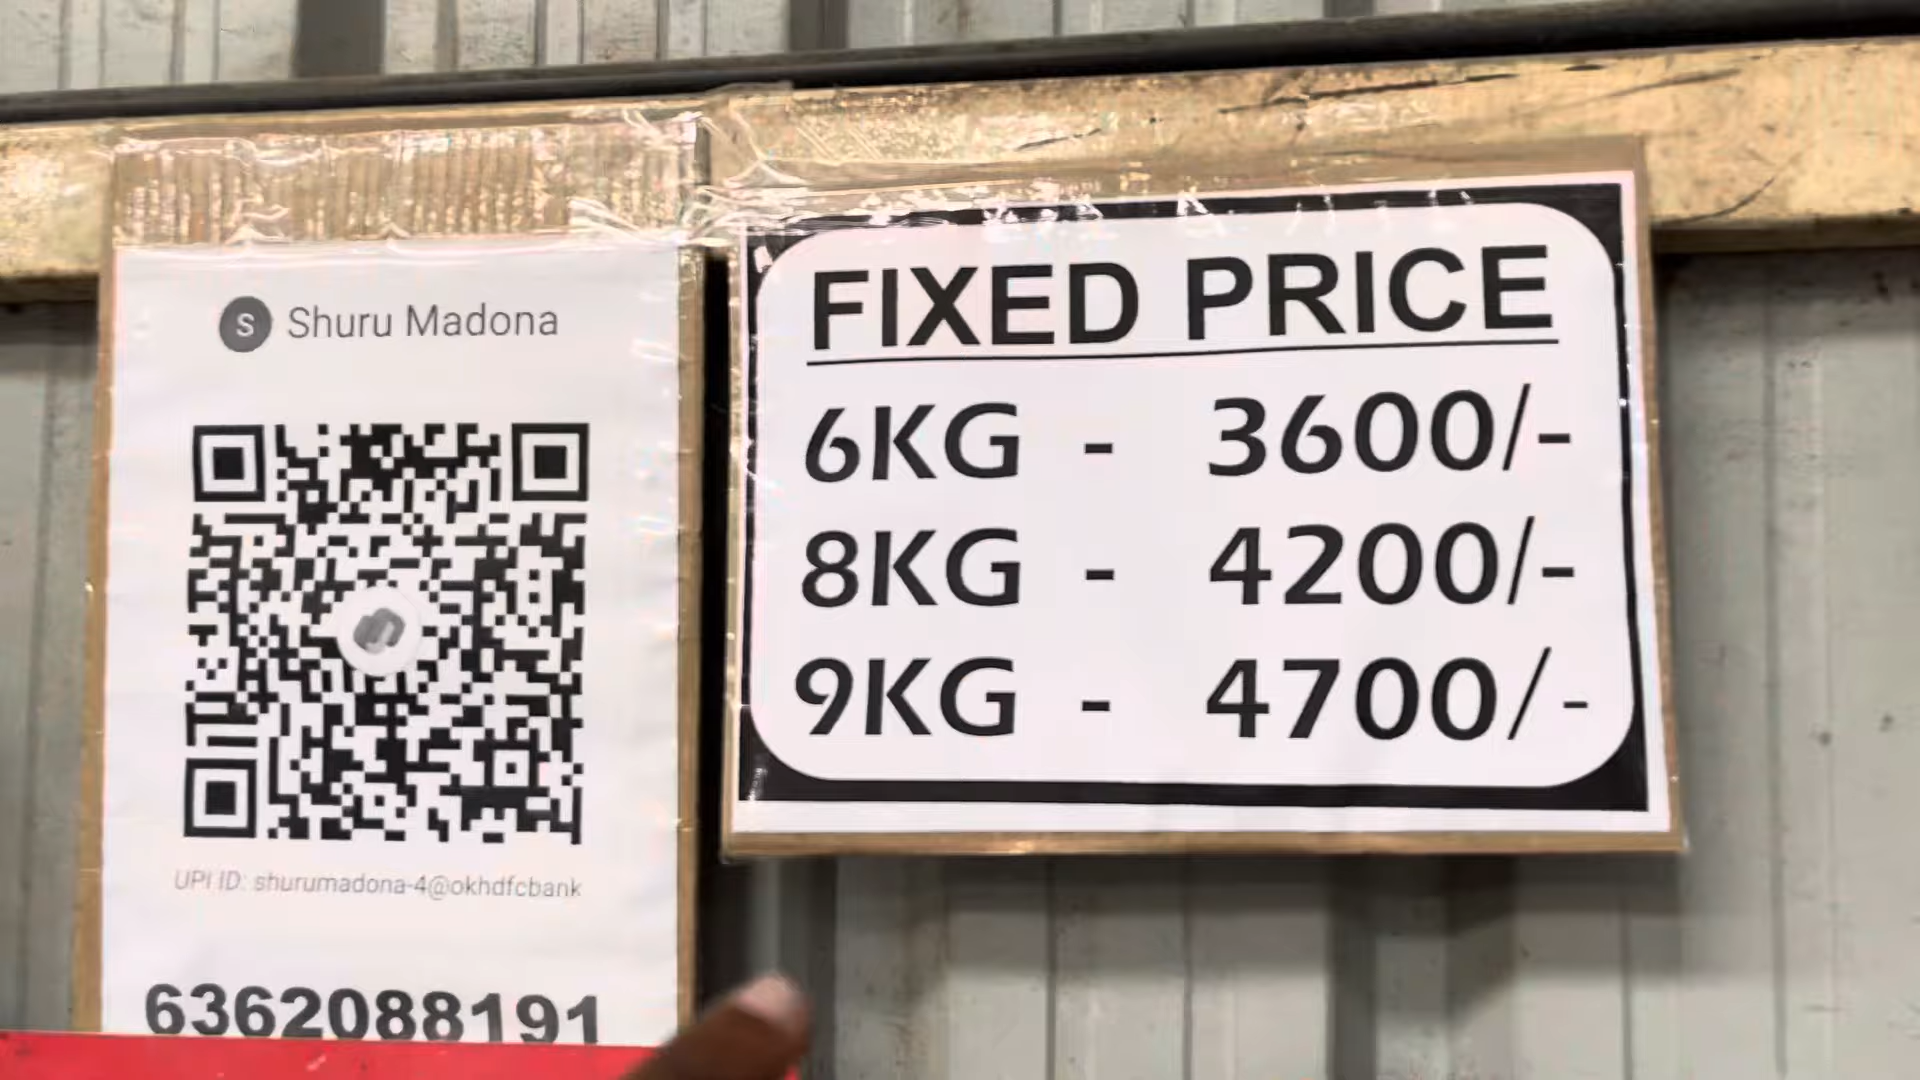 S Shuru Madona
UPI ID: shurumadona-4@okhdfcbank
6362088191
FIXED PRICE
6KG - 3600/-
8KG - 4200/-
9KG - 4700/-